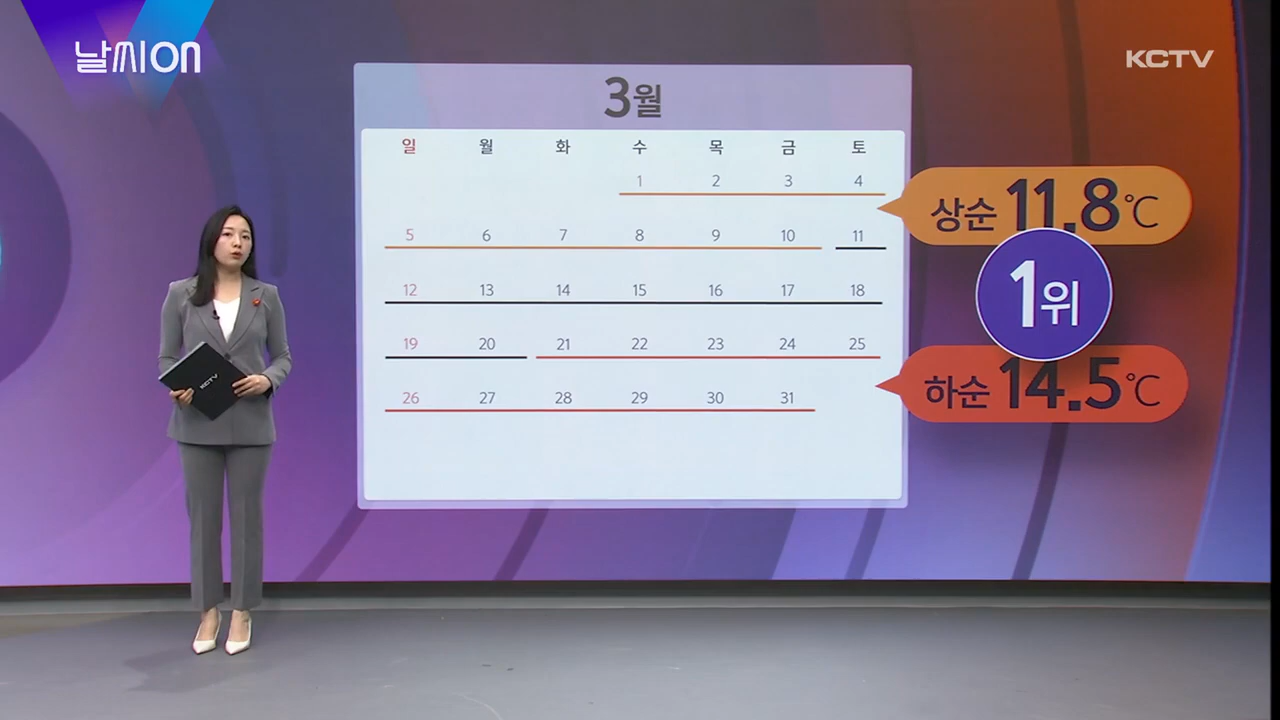 날씨ON
KCTV
3월
일 월 화 수 목 금 토
1 2 3 4
5 6 7 8 9 10 11
12 13 14 15 16 17 18
19 20 21 22 23 24 25
26 27 28 29 30 31
상순 11.8℃
1위
하순 14.5℃
KCTV